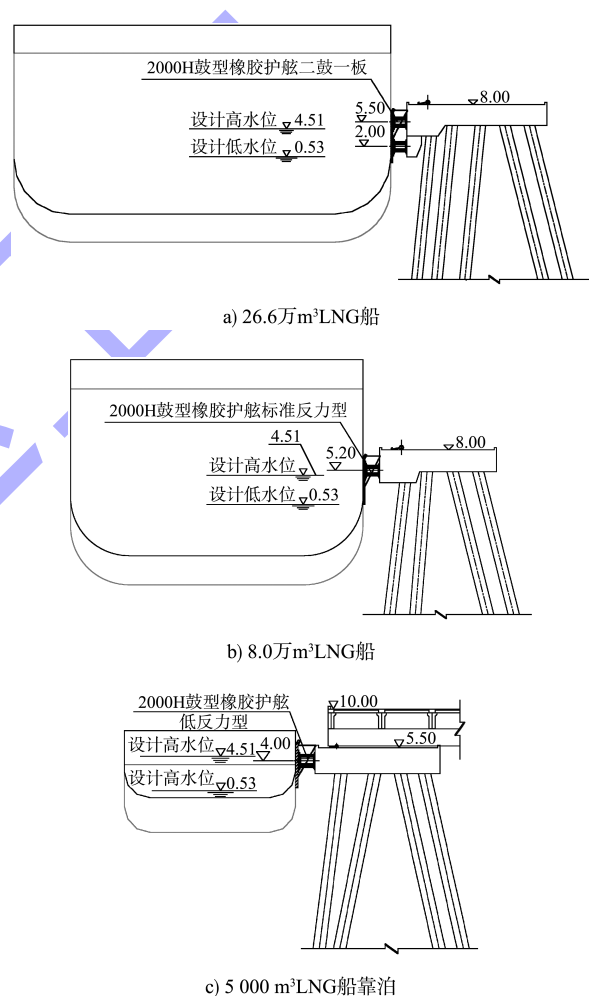 2000H鼓型橡胶护舷二鼓一板
8.00
5.50
设计高水位 4.51
2.00
设计低水位 0.53
a) 26.6万m³LNG船
2000H鼓型橡胶护舷标准反力型
4.51
8.00
5.20
设计高水位
设计低水位 0.53
b) 8.0万m³LNG船
2000H鼓型橡胶护舷
低反力型
10.00
设计高水位 4.51 4.00
5.50
设计高水位 0.53
c) 5 000 m³LNG船靠泊